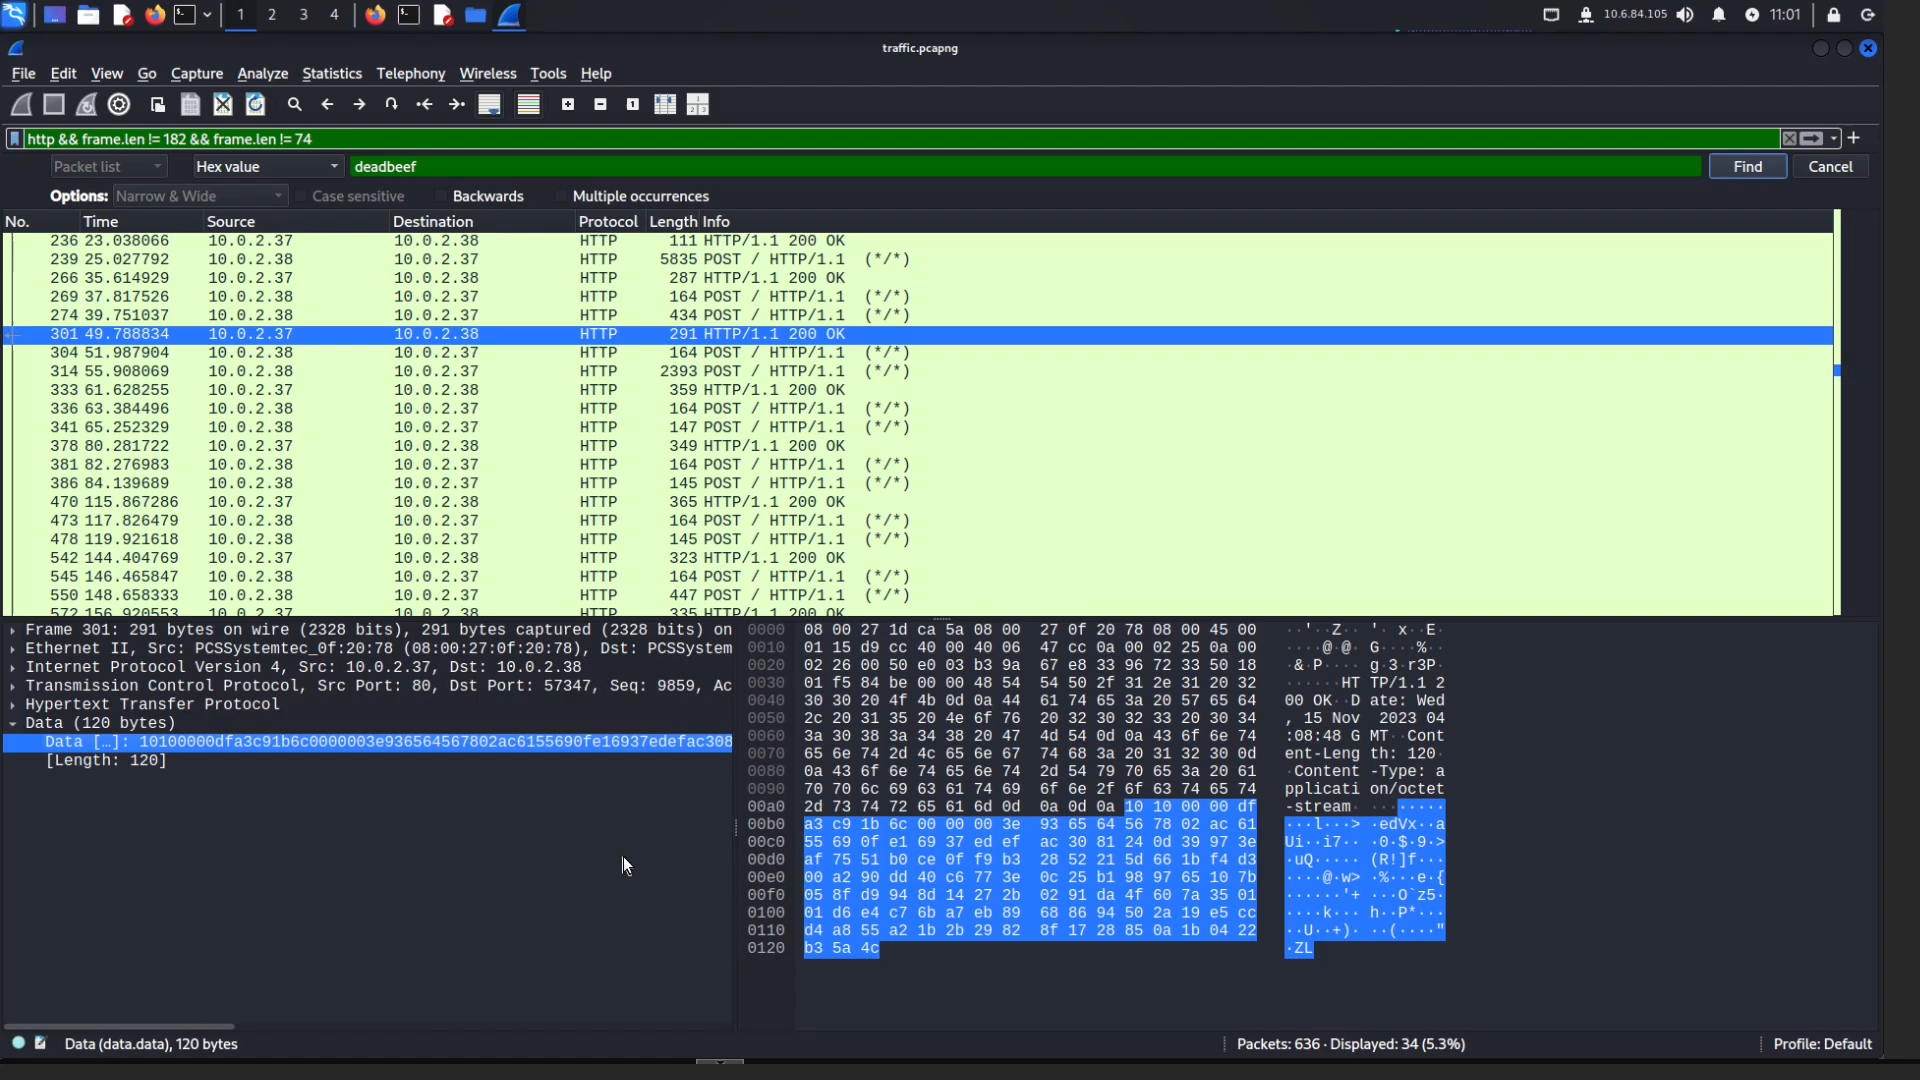 1 2 3 4 10.6.84.105 11:01
traffic.pcapng
File Edit View Go Capture Analyze Statistics Telephony Wireless Tools Help
http && frame.len != 182 && frame.len != 74
Packet list Hex value deadbeef Find Cancel
Options: Narrow & Wide Case sensitive Backwards Multiple occurrences
No. Time Source Destination Protocol Length Info
236 23.038066 10.0.2.37 10.0.2.38 HTTP 111 HTTP/1.1 200 OK
239 25.027792 10.0.2.38 10.0.2.37 HTTP 5835 POST / HTTP/1.1 (*/*)
266 35.614929 10.0.2.37 10.0.2.38 HTTP 287 HTTP/1.1 200 OK
269 37.817526 10.0.2.38 10.0.2.37 HTTP 164 POST / HTTP/1.1 (*/*)
274 39.751037 10.0.2.38 10.0.2.37 HTTP 434 POST / HTTP/1.1 (*/*)
301 49.788834 10.0.2.37 10.0.2.38 HTTP 291 HTTP/1.1 200 OK
304 51.987904 10.0.2.38 10.0.2.37 HTTP 164 POST / HTTP/1.1 (*/*)
314 55.908069 10.0.2.38 10.0.2.37 HTTP 2393 POST / HTTP/1.1 (*/*)
333 61.628255 10.0.2.37 10.0.2.38 HTTP 359 HTTP/1.1 200 OK
336 63.384496 10.0.2.38 10.0.2.37 HTTP 164 POST / HTTP/1.1 (*/*)
341 65.252329 10.0.2.38 10.0.2.37 HTTP 147 POST / HTTP/1.1 (*/*)
378 80.281722 10.0.2.37 10.0.2.38 HTTP 349 HTTP/1.1 200 OK
381 82.276983 10.0.2.38 10.0.2.37 HTTP 164 POST / HTTP/1.1 (*/*)
386 84.139689 10.0.2.38 10.0.2.37 HTTP 145 POST / HTTP/1.1 (*/*)
470 115.867286 10.0.2.37 10.0.2.38 HTTP 365 HTTP/1.1 200 OK
473 117.826479 10.0.2.38 10.0.2.37 HTTP 164 POST / HTTP/1.1 (*/*)
478 119.921618 10.0.2.38 10.0.2.37 HTTP 145 POST / HTTP/1.1 (*/*)
542 144.404769 10.0.2.37 10.0.2.38 HTTP 323 HTTP/1.1 200 OK
545 146.465847 10.0.2.38 10.0.2.37 HTTP 164 POST / HTTP/1.1 (*/*)
550 148.658333 10.0.2.38 10.0.2.37 HTTP 447 POST / HTTP/1.1 (*/*)
572 156.920553 10.0.2.37 10.0.2.38 HTTP 335 HTTP/1.1 200 OK
Frame 301: 291 bytes on wire (2328 bits), 291 bytes captured (2328 bits) on
Ethernet II, Src: PCSSystemtec_0f:20:78 (08:00:27:0f:20:78), Dst: PCSSystem
Internet Protocol Version 4, Src: 10.0.2.37, Dst: 10.0.2.38
Transmission Control Protocol, Src Port: 80, Dst Port: 57347, Seq: 9859, Ac
Hypertext Transfer Protocol
Data (120 bytes)
Data […]: 10100000dfa3c91b6c0000003e936564567802ac6155690fe16937edefac308
[Length: 120]
0000 08 00 27 1d ca 5a 08 00 27 0f 20 78 08 00 45 00 ··'··Z·· '· x··E·
0010 01 15 d9 cc 40 00 40 06 47 cc 0a 00 02 25 0a 00 ····@·@· G····%··
0020 02 26 00 50 e0 03 b3 9a 67 e8 33 96 72 33 50 18 ·&·P···· g·3·r3P·
0030 01 f5 84 be 00 00 48 54 54 50 2f 31 2e 31 20 32 ······HT TP/1.1 2
0040 30 30 20 4f 4b 0d 0a 44 61 74 65 3a 20 57 65 64 00 OK··D ate: Wed
0050 2c 20 31 35 20 4e 6f 76 20 32 30 32 33 20 30 34 , 15 Nov 2023 04
0060 3a 30 38 3a 34 38 20 47 4d 54 0d 0a 43 6f 6e 74 :08:48 G MT··Cont
0070 65 6e 74 2d 4c 65 6e 67 74 68 3a 20 31 32 30 0d ent-Leng th: 120·
0080 0a 43 6f 6e 74 65 6e 74 2d 54 79 70 65 3a 20 61 ·Content -Type: a
0090 70 70 6c 69 63 61 74 69 6f 6e 2f 6f 63 74 65 74 pplicati on/octet
00a0 2d 73 74 72 65 61 6d 0d 0a 0d 0a 10 10 00 00 df -stream· ········
00b0 a3 c9 1b 6c 00 00 00 3e 93 65 64 56 78 02 ac 61 ···l···> ·edVx··a
00c0 55 69 0f e1 69 37 ed ef ac 30 81 24 0d 39 97 3e Ui··i7·· ·0·$·9·>
00d0 af 75 51 b0 ce 0f f9 b3 28 52 21 5d 66 1b f4 d3 ·uQ····· (R!]f···
00e0 00 a2 90 dd 40 c6 77 3e 0c 25 b1 98 97 65 10 7b ····@·w> ·%···e·{
00f0 05 8f d9 94 8d 14 27 2b 02 91 da 4f 60 7a 35 01 ······'+ ···O`z5·
0100 01 d6 e4 c7 6b a7 eb 89 68 86 94 50 2a 19 e5 cc ····k··· h··P*···
0110 d4 a8 55 a2 1b 2b 29 82 8f 17 28 85 0a 1b 04 22 ··U··+)· ··(····"
0120 b3 5a 4c ·ZL
Data (data.data), 120 bytes Packets: 636 · Displayed: 34 (5.3%) Profile: Default